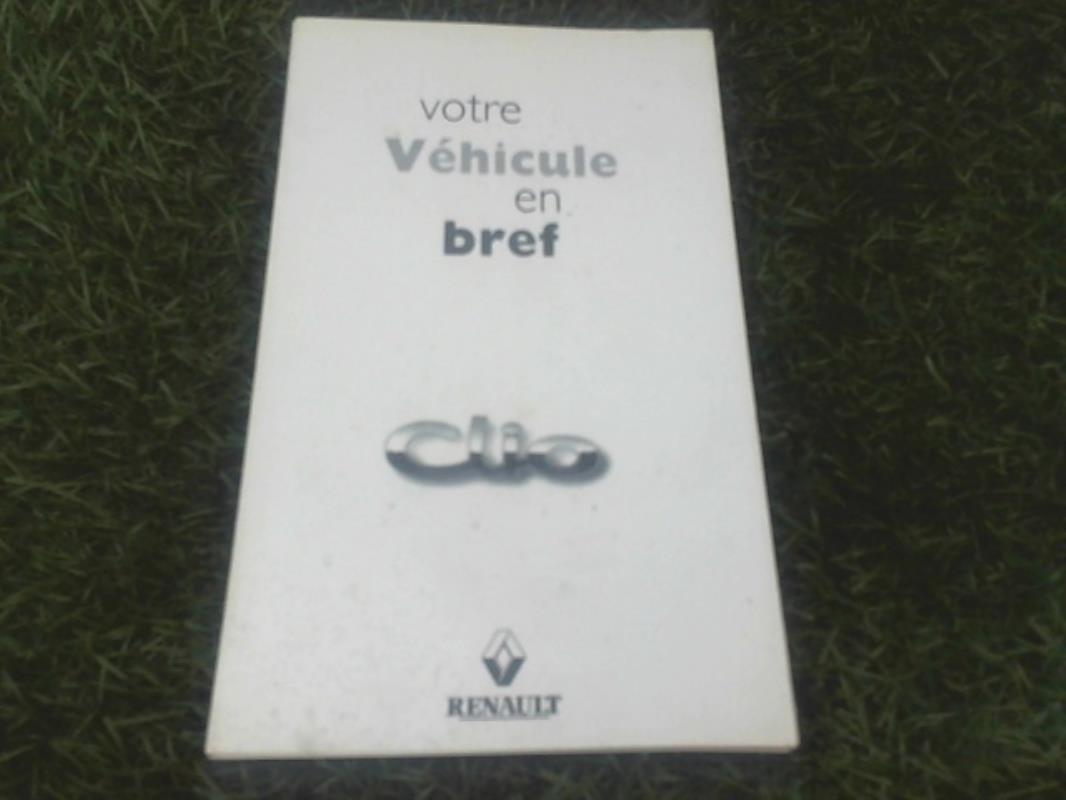 votre
Véhicule
en
bref
Clio
RENAULT